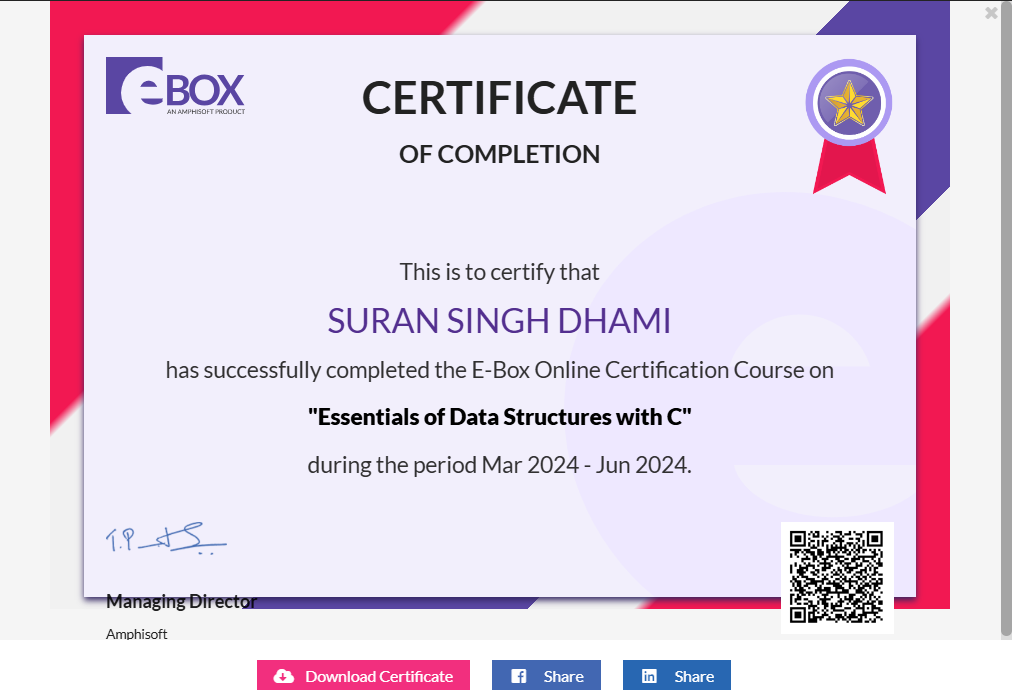 eBOX
AN AMPHISOFT PRODUCT
CERTIFICATE
OF COMPLETION
This is to certify that
SURAN SINGH DHAMI
has successfully completed the E-Box Online Certification Course on
"Essentials of Data Structures with C"
during the period Mar 2024 - Jun 2024.
Managing Director
Amphisoft
Download Certificate
Share
Share